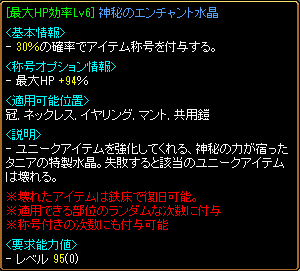 [最大HP効率Lv6] 神秘のエンチャント水晶
<基本情報>
- 30%の確率でアイテム称号を付与する。
<称号オプション情報>
- 最大HP +94%
<適用可能位置>
冠, ネックレス, イヤリング, マント, 共用鎧
<説明>
- ユニークアイテムを強化してくれる、神秘の力が宿った
タニアの特製水晶。失敗すると該当のユニークアイテム
は壊れる。
※壊れたアイテムは鉄床で復旧可能。
※適用できる部位のランダムな次数に付与
※称号付きの次数にも付与可能
<要求能力値>
- レベル 95(0)